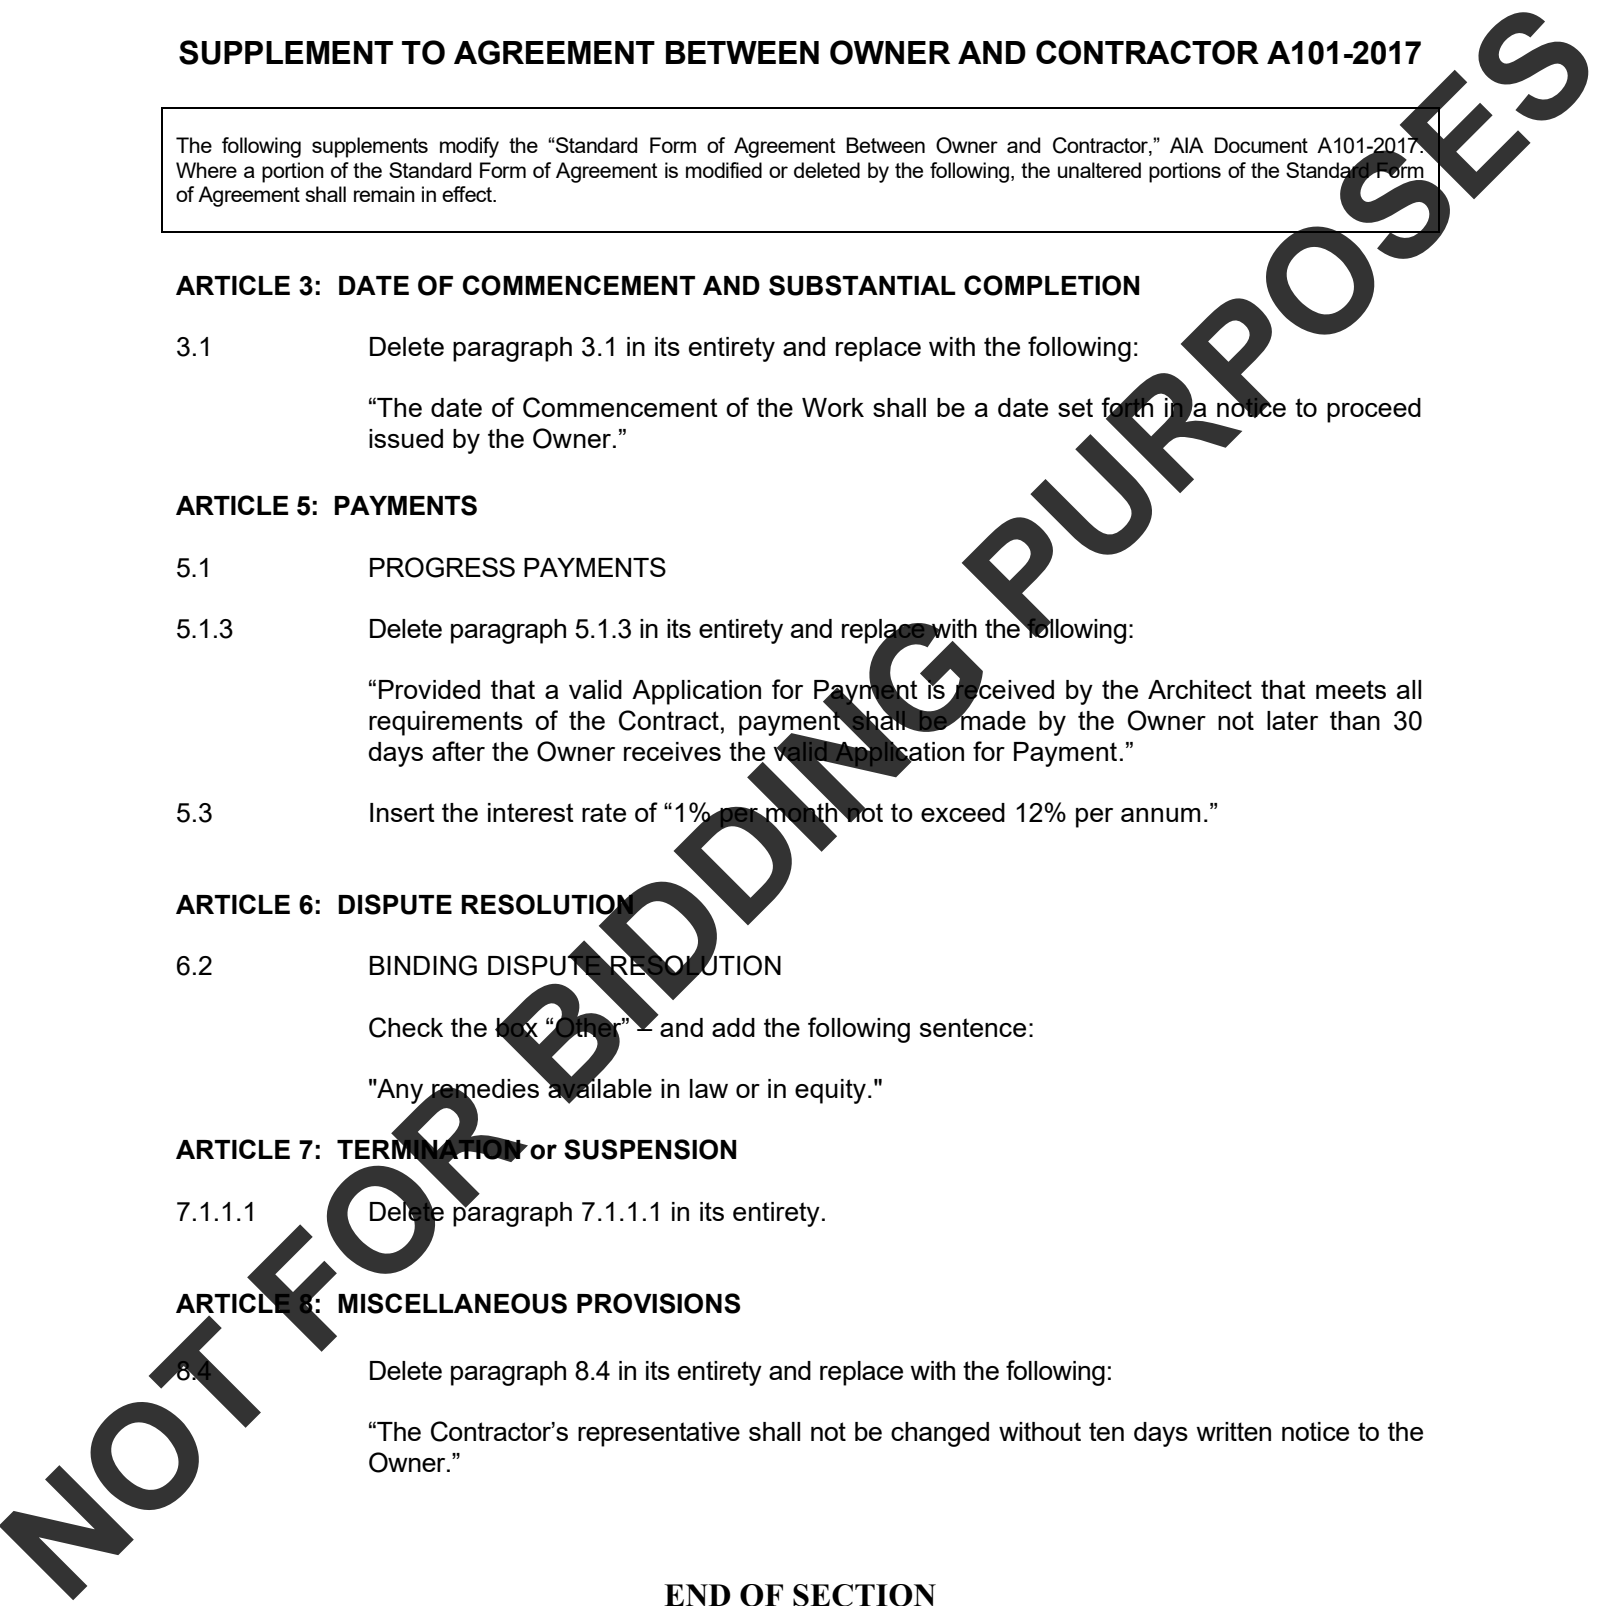 SUPPLEMENT TO AGREEMENT BETWEEN OWNER AND CONTRACTOR A101-2017
The following supplements modify the “Standard Form of Agreement Between Owner and Contractor,” AIA Document A101-2017.
Where a portion of the Standard Form of Agreement is modified or deleted by the following, the unaltered portions of the Standard Form
of Agreement shall remain in effect.
ARTICLE 3: DATE OF COMMENCEMENT AND SUBSTANTIAL COMPLETION
3.1 Delete paragraph 3.1 in its entirety and replace with the following:
“The date of Commencement of the Work shall be a date set forth in a notice to proceed
issued by the Owner.”
ARTICLE 5: PAYMENTS
5.1 PROGRESS PAYMENTS
5.1.3 Delete paragraph 5.1.3 in its entirety and replace with the following:
“Provided that a valid Application for Payment is received by the Architect that meets all
requirements of the Contract, payment shall be made by the Owner not later than 30
days after the Owner receives the valid Application for Payment.”
5.3 Insert the interest rate of “1% per month not to exceed 12% per annum.”
ARTICLE 6: DISPUTE RESOLUTION
6.2 BINDING DISPUTE RESOLUTION
Check the box “Other” – and add the following sentence:
"Any remedies available in law or in equity."
ARTICLE 7: TERMINATION or SUSPENSION
7.1.1.1 Delete paragraph 7.1.1.1 in its entirety.
ARTICLE 8: MISCELLANEOUS PROVISIONS
8.4 Delete paragraph 8.4 in its entirety and replace with the following:
“The Contractor’s representative shall not be changed without ten days written notice to the
Owner.”
END OF SECTION
NOT FOR BIDDING PURPOSES